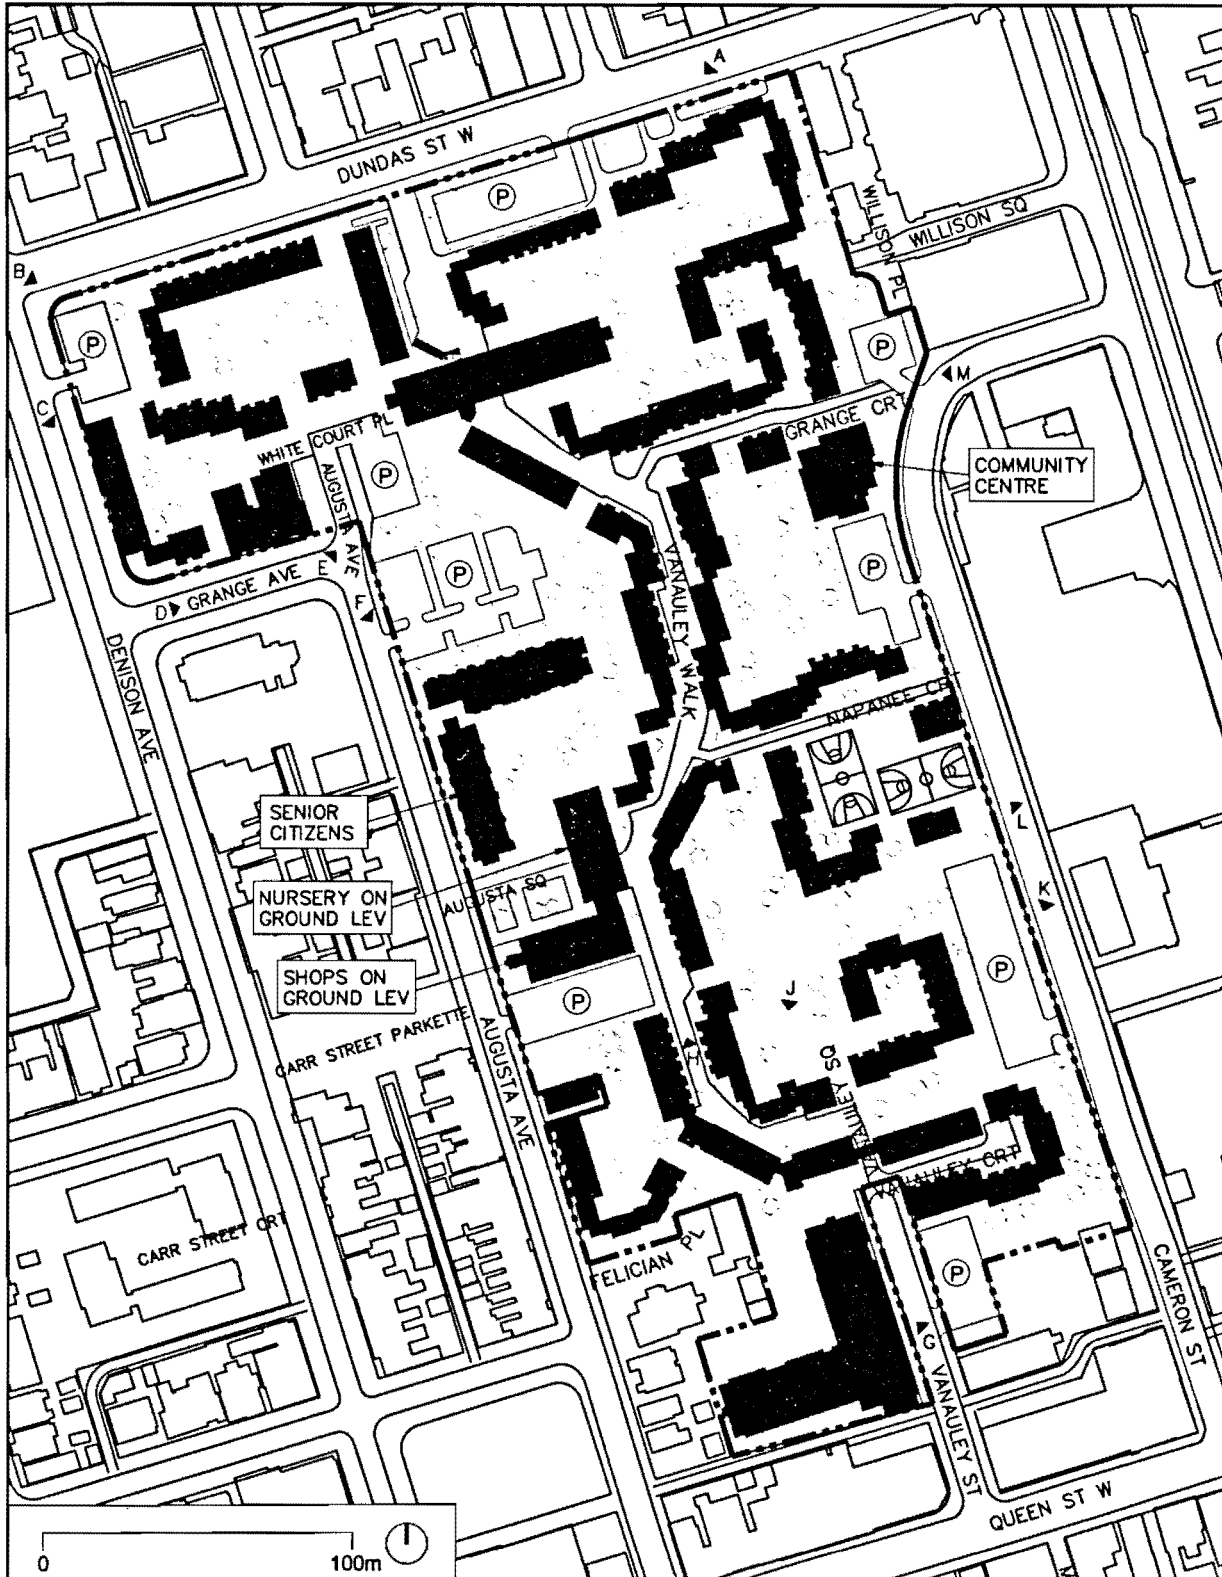 A
DUNDAS ST W
P
WILLISON PL
WILLISON SQ
B
P
P
M
C
GRANGE CRT
WHITE COURT PL
COMMUNITY
CENTRE
P
AUGUSTA AVE
P
P
VANAULEY WALK
E
D
GRANGE AVE
F
DENISON AVE
NAPANEE CRT
SENIOR
CITIZENS
L
NURSERY ON
GROUND LEV
AUGUSTA SQ
K
SHOPS ON
GROUND LEV
P
P
J
CARR STREET PARKETTE
AUGUSTA AVE
H
VANAULEY SQ
VANAULEY CRT
CARR STREET CRT
FELICIAN PL
P
CAMERON ST
G
VANAULEY ST
QUEEN ST W
0
100m